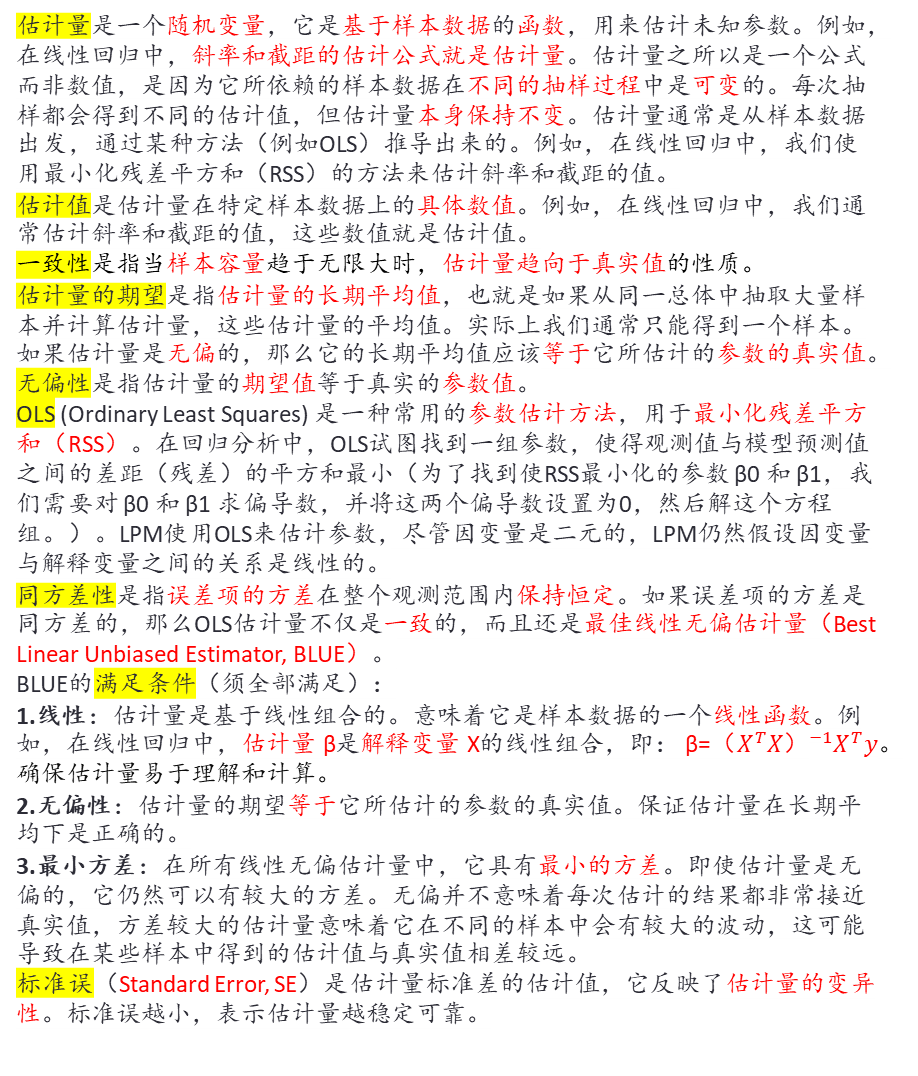 估计量是一个随机变量，它是基于样本数据的函数，用来估计未知参数。例如，
在线性回归中，斜率和截距的估计公式就是估计量。估计量之所以是一个公式
而非数值，是因为它所依赖的样本数据在不同的抽样过程中是可变的。每次抽
样都会得到不同的估计值，但估计量本身保持不变。估计量通常是从样本数据
出发，通过某种方法（例如OLS）推导出来的。例如，在线性回归中，我们使
用最小化残差平方和（RSS）的方法来估计斜率和截距的值。
估计值是估计量在特定样本数据上的具体数值。例如，在线性回归中，我们通
常估计斜率和截距的值，这些数值就是估计值。
一致性是指当样本容量趋于无限大时，估计量趋向于真实值的性质。
估计量的期望是指估计量的长期平均值，也就是如果从同一总体中抽取大量样
本并计算估计量，这些估计量的平均值。实际上我们通常只能得到一个样本。
如果估计量是无偏的，那么它的长期平均值应该等于它所估计的参数的真实值。
无偏性是指估计量的期望值等于真实的参数值。
OLS (Ordinary Least Squares) 是一种常用的参数估计方法，用于最小化残差平方
和（RSS）。在回归分析中，OLS试图找到一组参数，使得观测值与模型预测值
之间的差距（残差）的平方和最小（为了找到使RSS最小化的参数 β0 和 β1，我
们需要对 β0 和 β1 求偏导数，并将这两个偏导数设置为0，然后解这个方程
组。）。LPM使用OLS来估计参数，尽管因变量是二元的，LPM仍然假设因变量
与解释变量之间的关系是线性的。
同方差性是指误差项的方差在整个观测范围内保持恒定。如果误差项的方差是
同方差的，那么OLS估计量不仅是一致的，而且还是最佳线性无偏估计量（Best
Linear Unbiased Estimator, BLUE）。
BLUE的满足条件（须全部满足）：
1.线性：估计量是基于线性组合的。意味着它是样本数据的一个线性函数。例
如，在线性回归中，估计量 β是解释变量 X的线性组合，即： β=（𝑋ᵀ𝑋）⁻¹𝑋ᵀ𝑦。
确保估计量易于理解和计算。
2.无偏性：估计量的期望等于它所估计的参数的真实值。保证估计量在长期平
均下是正确的。
3.最小方差：在所有线性无偏估计量中，它具有最小的方差。即使估计量是无
偏的，它仍然可以有较大的方差。无偏并不意味着每次估计的结果都非常接近
真实值，方差较大的估计量意味着它在不同的样本中会有较大的波动，这可能
导致在某些样本中得到的估计值与真实值相差较远。
标准误（Standard Error, SE）是估计量标准差的估计值，它反映了估计量的变异
性。标准误越小，表示估计量越稳定可靠。